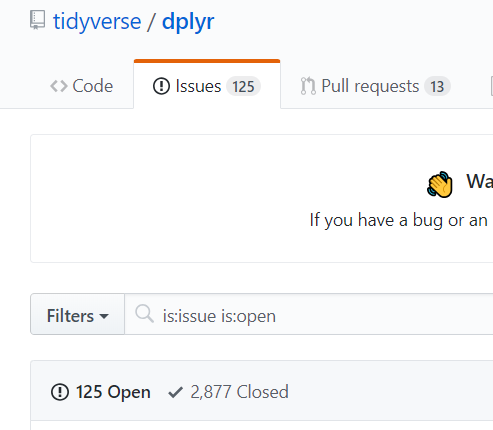 tidyverse / dplyr
Code Issues 125 Pull requests 13
If you have a bug or an
Filters is:issue is:open
125 Open 2,877 Closed